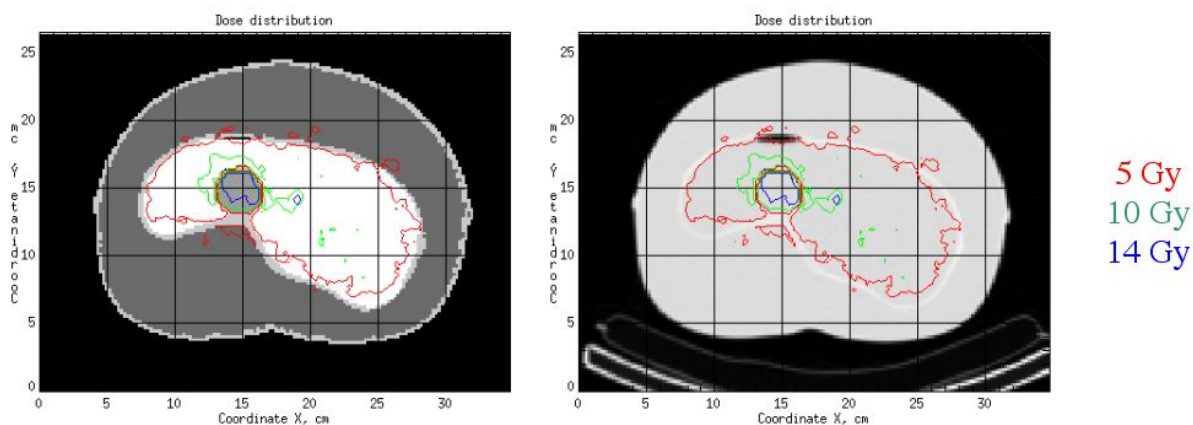 Dose distribution
Coordinate Y, cm
25
20
15
10
5
0
0 5 10 15 20 25 30
Coordinate X, cm
Dose distribution
Coordinate Y, cm
25
20
15
10
5
0
0 5 10 15 20 25 30
Coordinate X, cm
5 Gy
10 Gy
14 Gy